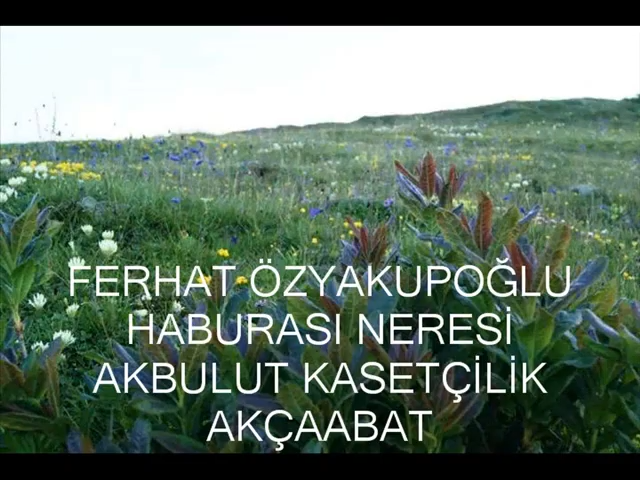 FERHAT ÖZYAKUPOĞLU
HABURASI NERESİ
AKBULUT KASETÇİLİK
AKÇAABAT